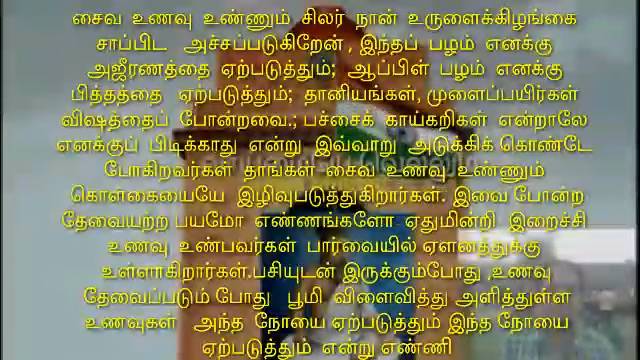 சைவ உணவு உண்ணும் சிலர் நான் உருளைக்கிழங்கை
சாப்பிட அச்சப்படுகிறேன் , இந்தப் பழம் எனக்கு
அஜீரணத்தை ஏற்படுத்தும்; ஆப்பிள் பழம் எனக்கு
பித்தத்தை ஏற்படுத்தும்; தானியங்கள், முளைப்பயிர்கள்
விஷத்தைப் போன்றவை.; பச்சைக் காய்கறிகள் என்றாலே
எனக்குப் பிடிக்காது என்று இவ்வாறு அடுக்கிக் கொண்டே
போகிறவர்கள் தாங்கள் சைவ உணவு உண்ணும்
கொள்கையையே இழிவுபடுத்துகிறார்கள். இவை போன்ற
தேவையற்ற பயமோ எண்ணங்களோ ஏதுமின்றி இறைச்சி
உணவு உண்பவர்கள் பார்வையில் ஏளனத்துக்கு
உள்ளாகிறார்கள்.பசியுடன் இருக்கும்போது ,உணவு
தேவைப்படும் போது பூமி விளைவித்து அளித்துள்ள
உணவுகள் அந்த நோயை ஏற்படுத்தும் இந்த நோயை
ஏற்படுத்தும் என்று எண்ணி